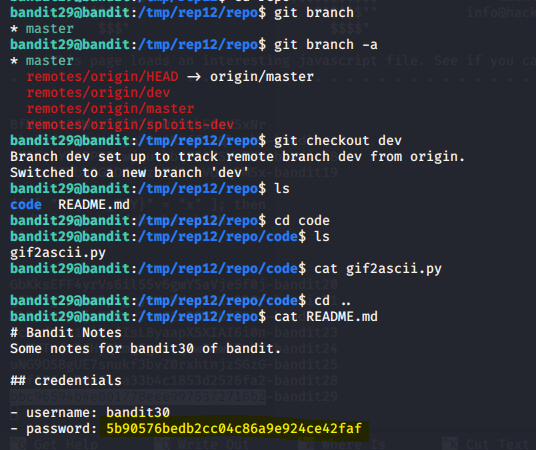 bandit29@bandit:/tmp/rep12/repo$ git branch
* master
bandit29@bandit:/tmp/rep12/repo$ git branch -a
* master
remotes/origin/HEAD -> origin/master
remotes/origin/dev
remotes/origin/master
remotes/origin/sploits-dev
bandit29@bandit:/tmp/rep12/repo$ git checkout dev
Branch dev set up to track remote branch dev from origin.
Switched to a new branch 'dev'
bandit29@bandit:/tmp/rep12/repo$ ls
code README.md
bandit29@bandit:/tmp/rep12/repo$ cd code
bandit29@bandit:/tmp/rep12/repo/code$ ls
gif2ascii.py
bandit29@bandit:/tmp/rep12/repo/code$ cat gif2ascii.py
bandit29@bandit:/tmp/rep12/repo/code$ cd ..
bandit29@bandit:/tmp/rep12/repo$ cat README.md
# Bandit Notes
Some notes for bandit30 of bandit.
## credentials
- username: bandit30
- password: 5b90576bedb2cc04c86a9e924ce42faf